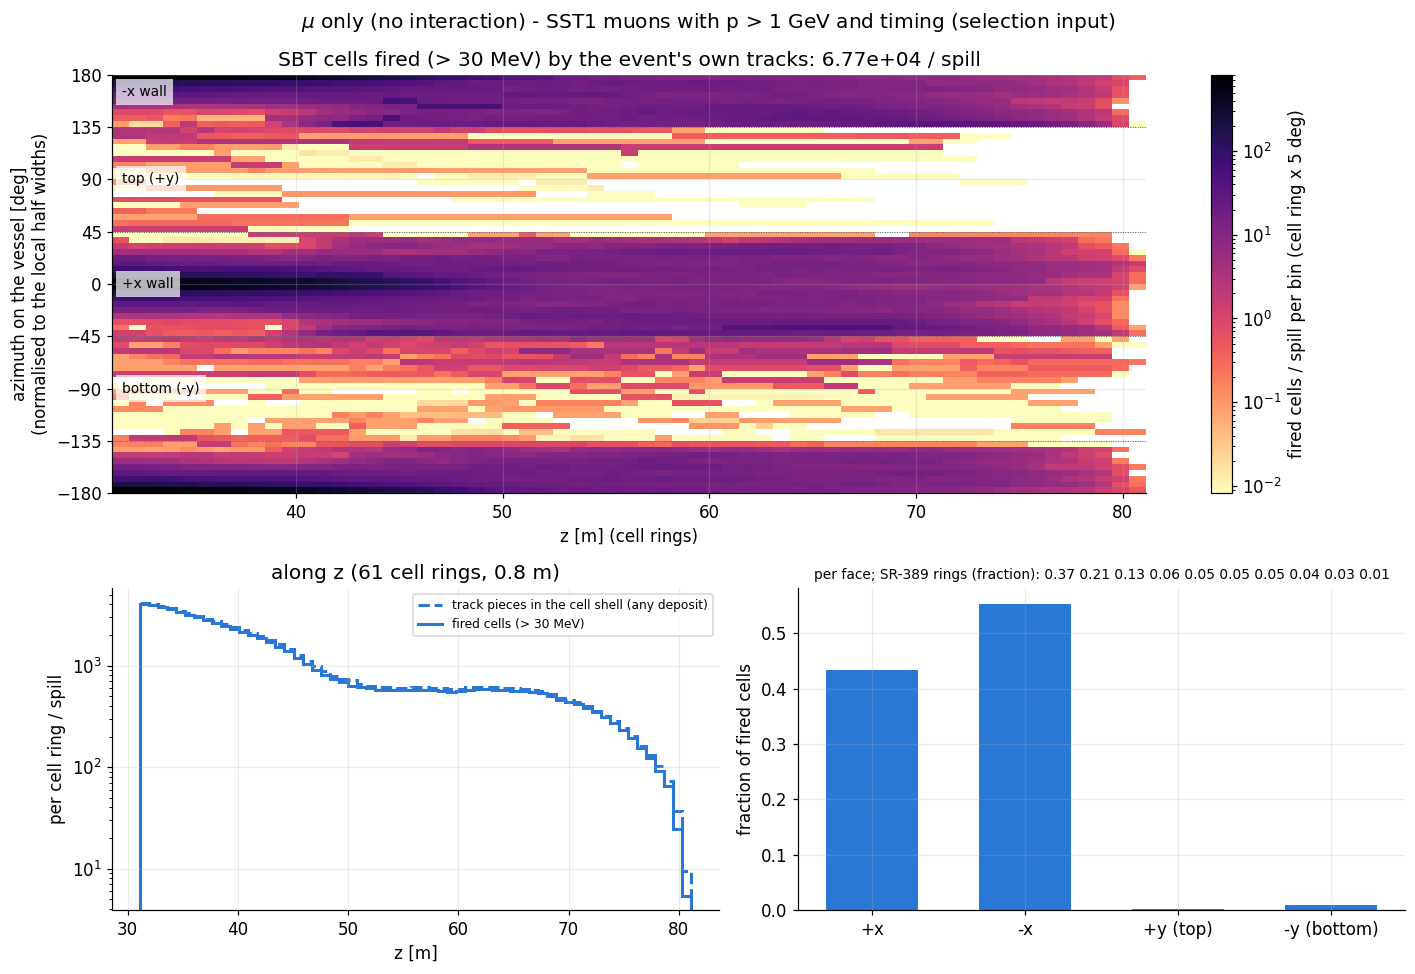 μ only (no interaction) - SST1 muons with p > 1 GeV and timing (selection input)
SBT cells fired (> 30 MeV) by the event's own tracks: 6.77e+04 / spill
180
135
90
45
0
−45
−90
−135
−180
azimuth on the vessel [deg]
(normalised to the local half widths)
-x wall
top (+y)
+x wall
bottom (-y)
40 50 60 70 80
z [m] (cell rings)
10²
10¹
10⁰
10⁻¹
10⁻²
fired cells / spill per bin (cell ring x 5 deg)
along z (61 cell rings, 0.8 m)
track pieces in the cell shell (any deposit)
fired cells (> 30 MeV)
10³
10²
10¹
per cell ring / spill
30 40 50 60 70 80
z [m]
per face; SR-389 rings (fraction): 0.37 0.21 0.13 0.06 0.05 0.05 0.05 0.04 0.03 0.01
0.5
0.4
0.3
0.2
0.1
0.0
fraction of fired cells
+x -x +y (top) -y (bottom)